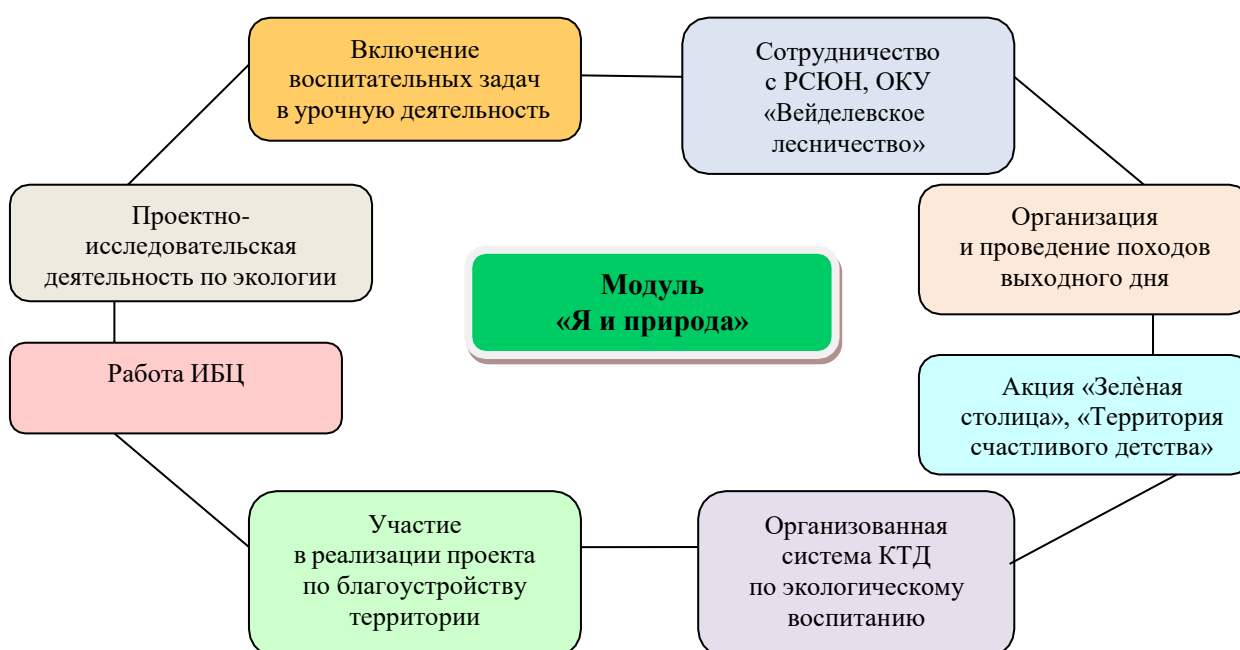 Включение
воспитательных задач
в урочную деятельность
Сотрудничество
с РСЮН, ОКУ
«Вейделевское
лесничество»
Проектно-
исследовательская
деятельность по экологии
Организация
и проведение походов
выходного дня
Модуль
«Я и природа»
Работа ИБЦ
Акция «Зелѐная
столица», «Территория
счастливого детства»
Участие
в реализации проекта
по благоустройству
территории
Организованная
система КТД
по экологическому
воспитанию